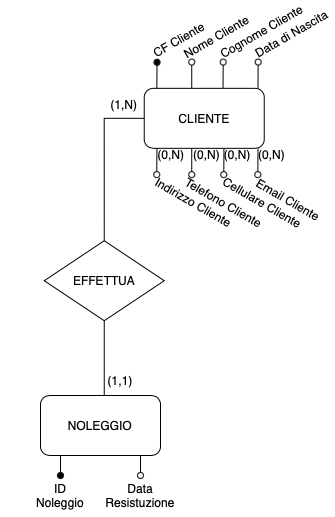 CF Cliente
Nome Cliente
Cognome Cliente
Data di Nascita
(1,N)
CLIENTE
(0,N)
(0,N)
(0,N)
(0,N)
Indirizzo Cliente
Telefono Cliente
Cellulare Cliente
Email Cliente
EFFETTUA
(1,1)
NOLEGGIO
ID
Noleggio
Data
Resistuzione